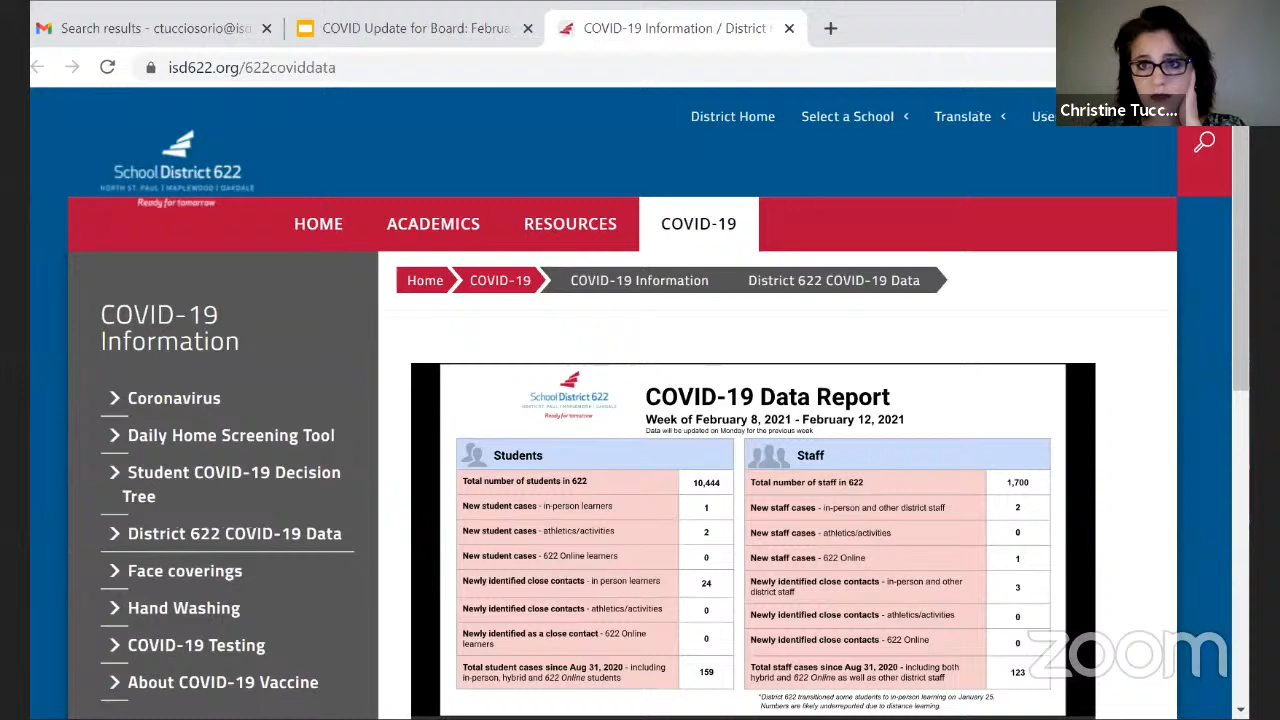 Search results - ctucciosorio@isd
COVID Update for Board: Februa
COVID-19 Information / District
Christine Tucc...
isd622.org/622coviddata
District Home
Select a School
Translate
Use
School District 622
NORTH ST. PAUL | MAPLEWOOD | OAKDALE
Ready for tomorrow
HOME
ACADEMICS
RESOURCES
COVID-19
Home
COVID-19
COVID-19 Information
District 622 COVID-19 Data
COVID-19
Information
Coronavirus
Daily Home Screening Tool
Student COVID-19 Decision
Tree
District 622 COVID-19 Data
Face coverings
Hand Washing
COVID-19 Testing
About COVID-19 Vaccine
School District 622
NORTH ST. PAUL | MAPLEWOOD | OAKDALE
Ready for tomorrow
COVID-19 Data Report
Week of February 8, 2021 - February 12, 2021
Data will be updated on Monday for the previous week
Students
Total number of students in 622 10,444
New student cases - in-person learners 1
New student cases - athletics/activities 2
New student cases - 622 Online learners 0
Newly identified close contacts - in person learners 24
Newly identified close contacts - athletics/activities 0
Newly identified as a close contact - 622 Online
learners 0
Total student cases since Aug 31, 2020 - including
in-person, hybrid and 622 Online students 159
Staff
Total number of staff in 622 1,700
New staff cases - in-person and other district staff 2
New staff cases - athletics/activities 0
New staff cases - 622 Online 1
Newly identified close contacts - in-person and other
district staff 3
Newly identified close contacts - athletics/activities 0
Newly identified close contacts - 622 Online 0
Total staff cases since Aug 31, 2020 - including both
hybrid and 622 Online as well as other district staff 123
*District 622 transitioned some students to in-person learning on January 25.
Numbers are likely underreported due to distance learning.
zoom